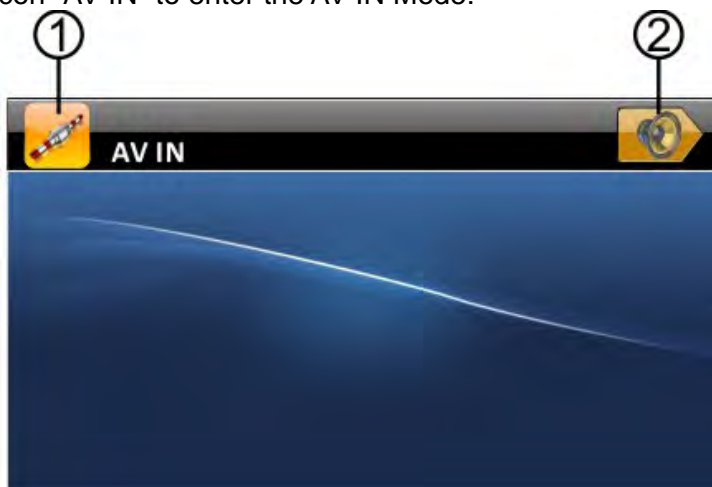 "AV IN" to enter the AV IN Mode.
1 2
AV IN